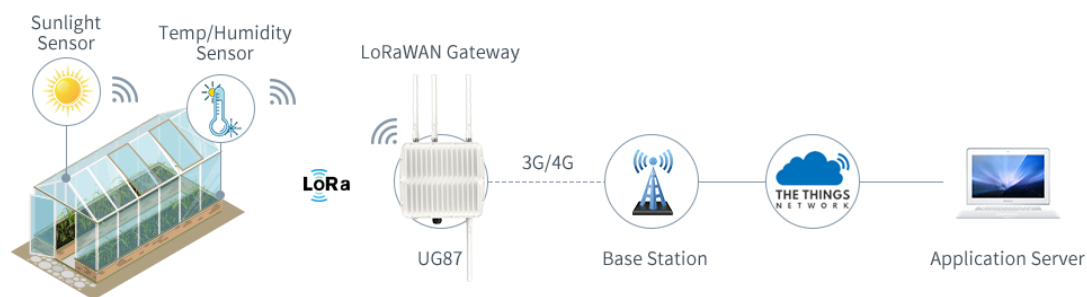 Sunlight
Sensor
Temp/Humidity
Sensor
LoRaWAN Gateway
LoRa
3G/4G
THE THINGS
NETWORK
UG87
Base Station
Application Server